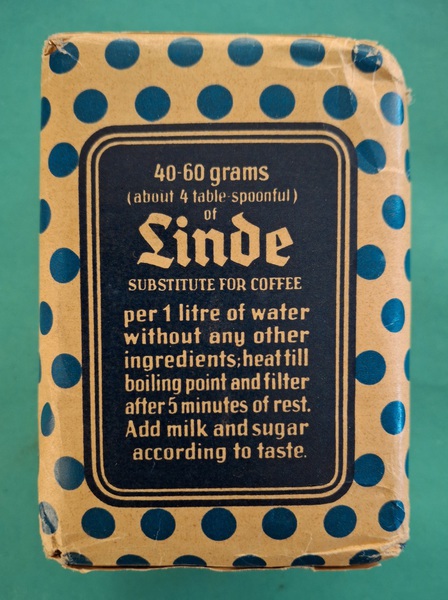 40-60 grams
(about 4 table-spoonful)
of
Linde
SUBSTITUTE FOR COFFEE
per 1 litre of water
without any other
ingredients; heat till
boiling point and filter
after 5 minutes of rest.
Add milk and sugar
according to taste.